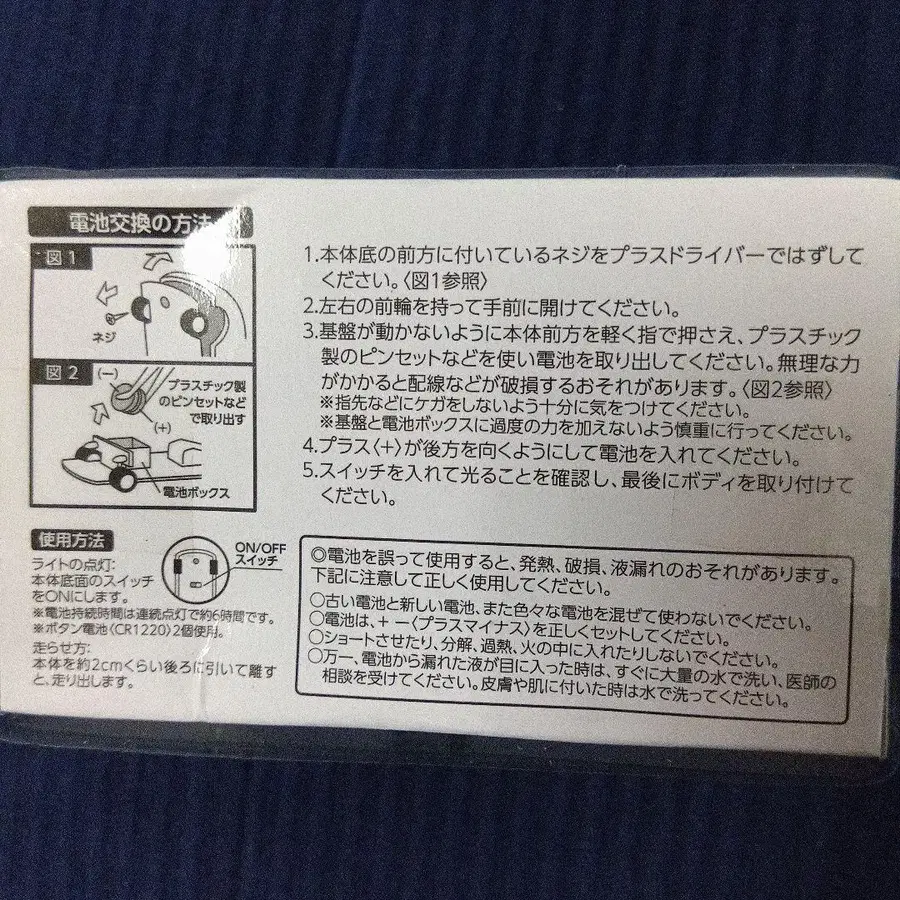 電池交換の方法
図1
ネジ
図2
(−)
プラスチック製
のピンセットなど
で取り出す
(+)
電池ボックス
1.本体底の前方に付いているネジをプラスドライバーではずして
ください。〈図1参照〉
2.左右の前輪を持って手前に開けてください。
3.基盤が動かないように本体前方を軽く指で押さえ、プラスチック
製のピンセットなどを使い電池を取り出してください。無理な力
がかかると配線などが破損するおそれがあります。〈図2参照〉
※指先などにケガをしないよう十分に気をつけてください。
※基盤と電池ボックスに過度の力を加えないよう慎重に行ってください。
4.プラス〈+〉が後方を向くようにして電池を入れてください。
5.スイッチを入れて光ることを確認し、最後にボディを取り付けて
ください。
使用方法
ライトの点灯:
本体底面のスイッチ
をONにします。
ON/OFF
スイッチ
※電池持続時間は連続点灯で約6時間です。
※ボタン電池〈CR1220〉2個使用。
走らせ方:
本体を約2cmくらい後ろに引いて離す
と、走り出します。
◎電池を誤って使用すると、発熱、破損、液漏れのおそれがあります。
下記に注意して正しく使用してください。
○古い電池と新しい電池、また色々な電池を混ぜて使わないでください。
○電池は、+ −〈プラスマイナス〉を正しくセットしてください。
○ショートさせたり、分解、過熱、火の中に入れたりしないでください。
○万一、電池から漏れた液が目に入った時は、すぐに大量の水で洗い、医師の
相談を受けてください。皮膚や肌に付いた時は水で洗ってください。